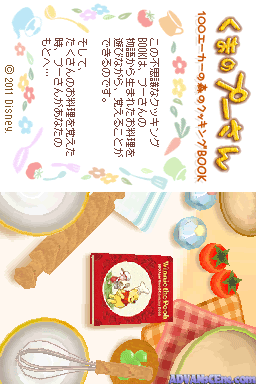 くまのプーさん
100エーカーの森のクッキングBOOK
この不思議なクッキング
BOOKは、プーさんの
物語から生まれたお料理を
遊びながら、覚えることが
できるのです。
そして、
たくさんのお料理を覚えた
時、プーさんがあなたの
もとへ…
© 2011 Disney.
Winnie the Pooh
ADVANsCEne.com